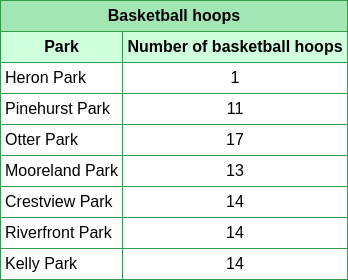 Basketball hoops
Park Number of basketball hoops
Heron Park 1
Pinehurst Park 11
Otter Park 17
Mooreland Park 13
Crestview Park 14
Riverfront Park 14
Kelly Park 14